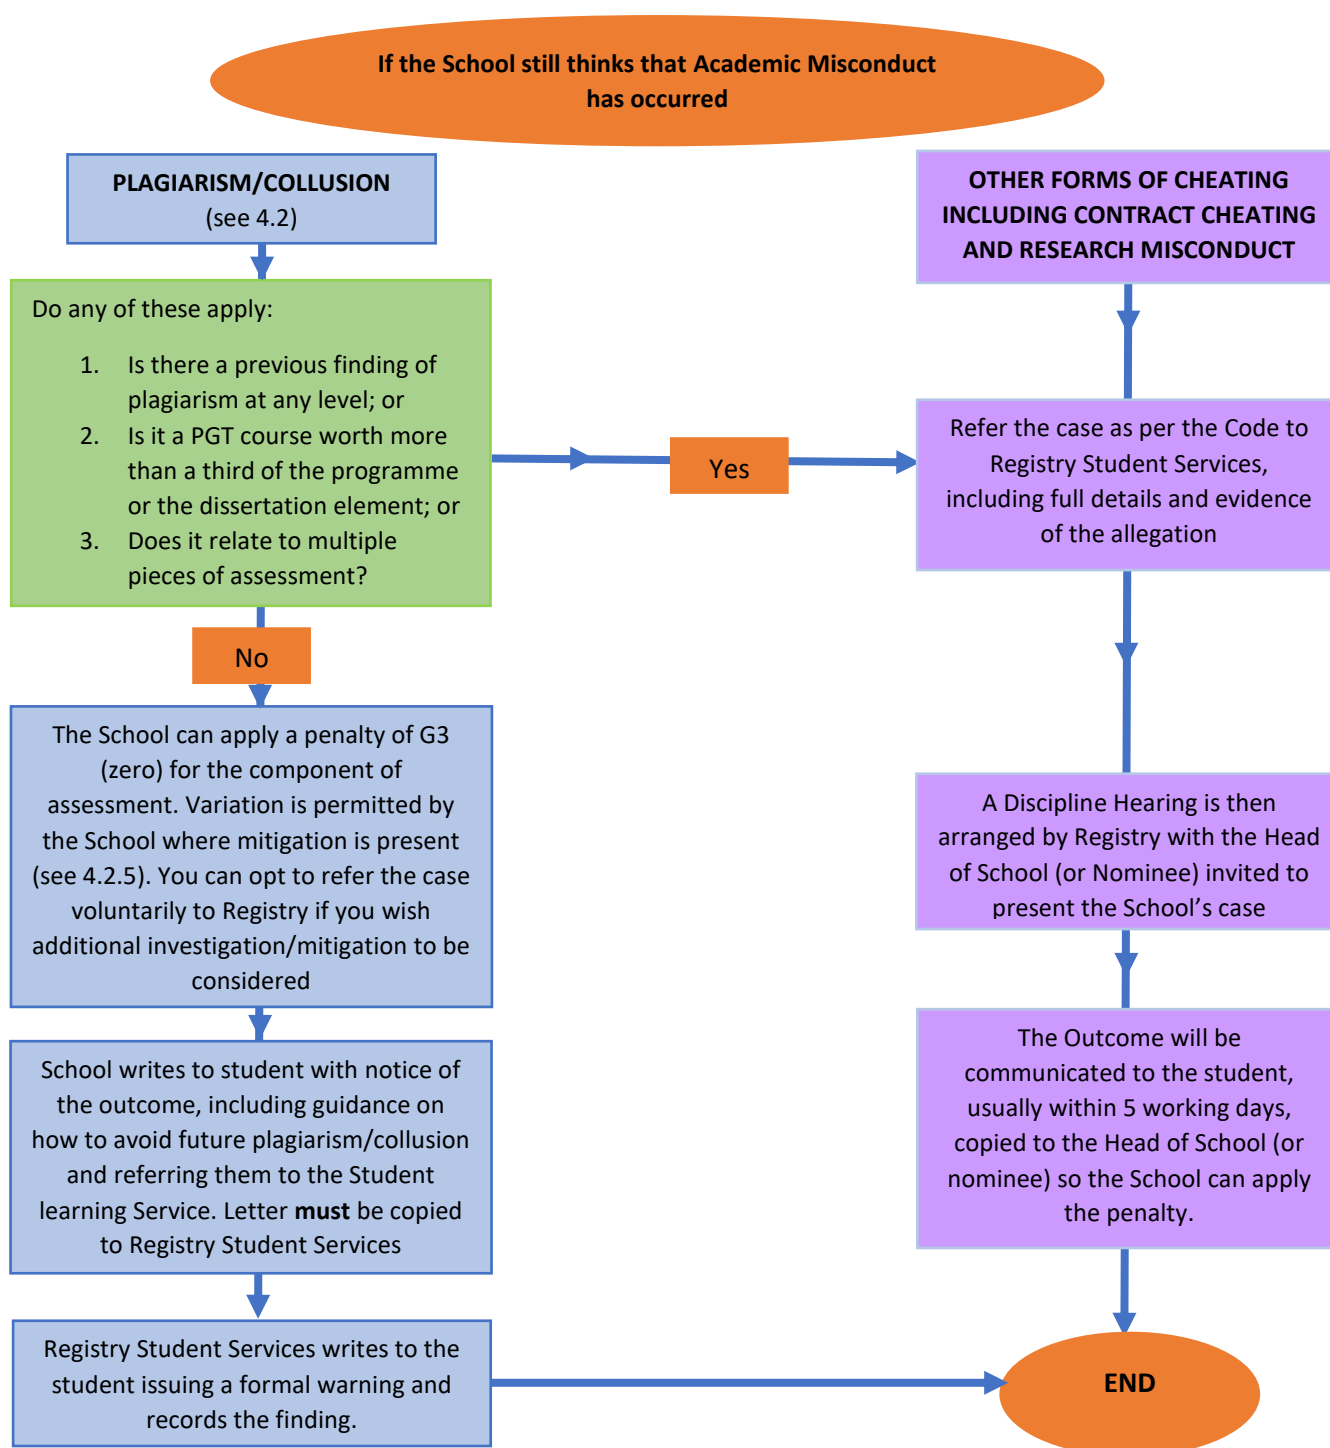 If the School still thinks that Academic Misconduct
has occurred
PLAGIARISM/COLLUSION
(see 4.2)
Do any of these apply:
1. Is there a previous finding of
plagiarism at any level; or
2. Is it a PGT course worth more
than a third of the programme
or the dissertation element; or
3. Does it relate to multiple
pieces of assessment?
Yes
No
The School can apply a penalty of G3
(zero) for the component of
assessment. Variation is permitted by
the School where mitigation is present
(see 4.2.5). You can opt to refer the case
voluntarily to Registry if you wish
additional investigation/mitigation to be
considered
School writes to student with notice of
the outcome, including guidance on
how to avoid future plagiarism/collusion
and referring them to the Student
learning Service. Letter must be copied
to Registry Student Services
Registry Student Services writes to the
student issuing a formal warning and
records the finding.
OTHER FORMS OF CHEATING
INCLUDING CONTRACT CHEATING
AND RESEARCH MISCONDUCT
Refer the case as per the Code to
Registry Student Services,
including full details and evidence
of the allegation
A Discipline Hearing is then
arranged by Registry with the Head
of School (or Nominee) invited to
present the School’s case
The Outcome will be
communicated to the student,
usually within 5 working days,
copied to the Head of School (or
nominee) so the School can apply
the penalty.
END